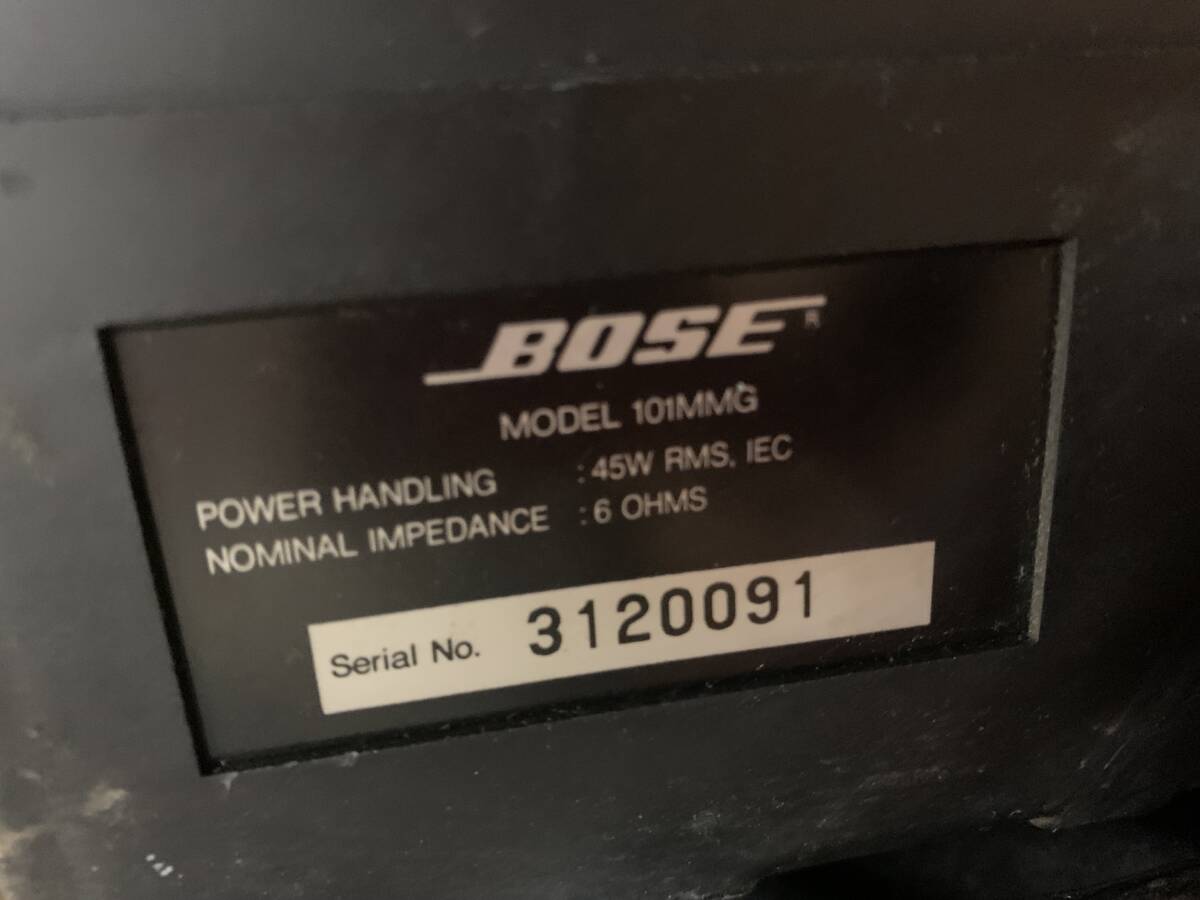 BOSE®
MODEL 101MMG
POWER HANDLING : 45W RMS, IEC
NOMINAL IMPEDANCE : 6 OHMS
Serial No. 3120091